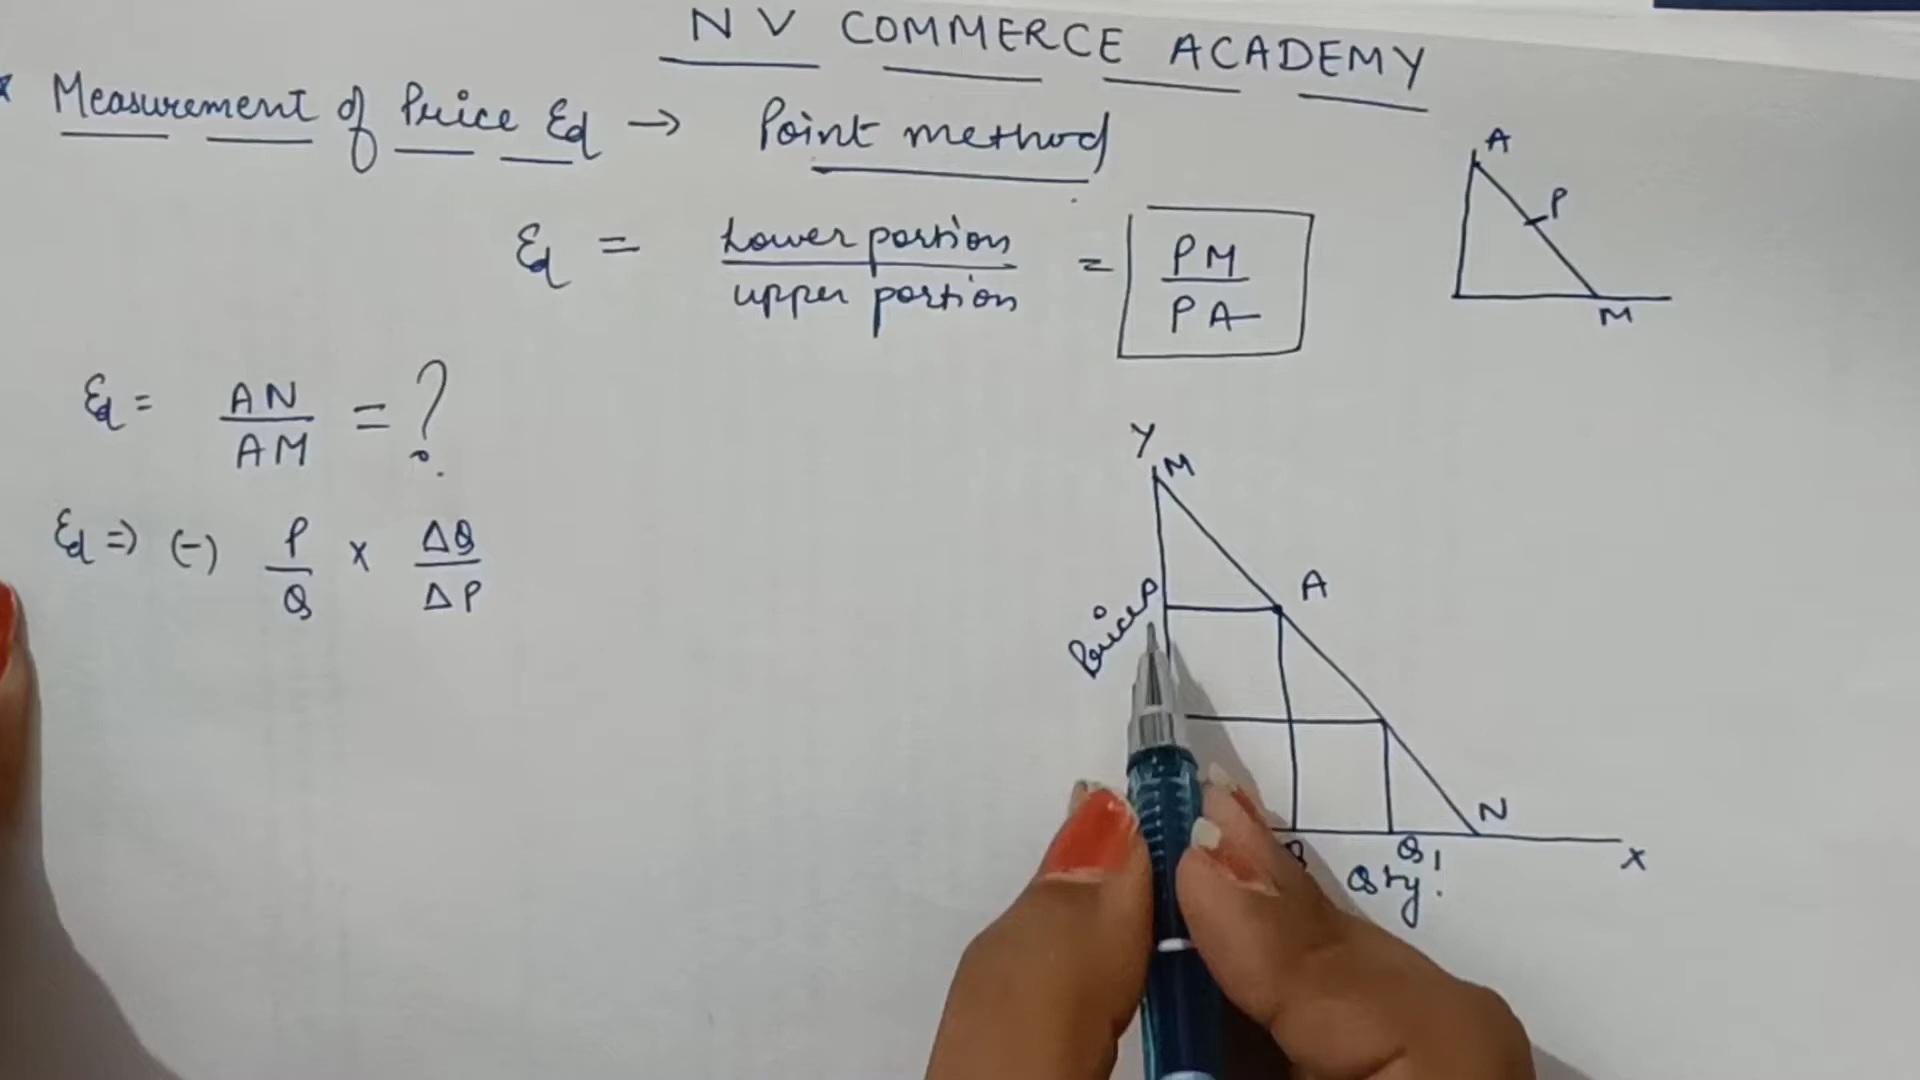 N V COMMERCE ACADEMY
* Measurement of Price Ed → Point method
A
P
M
Ed = Lower portion / upper portion = PM / PA
Ed = AN / AM = ?
Ed ⇒ (-) P / Q × ΔQ / ΔP
Y
M
A
Price P
N
Q1
X
Qty.